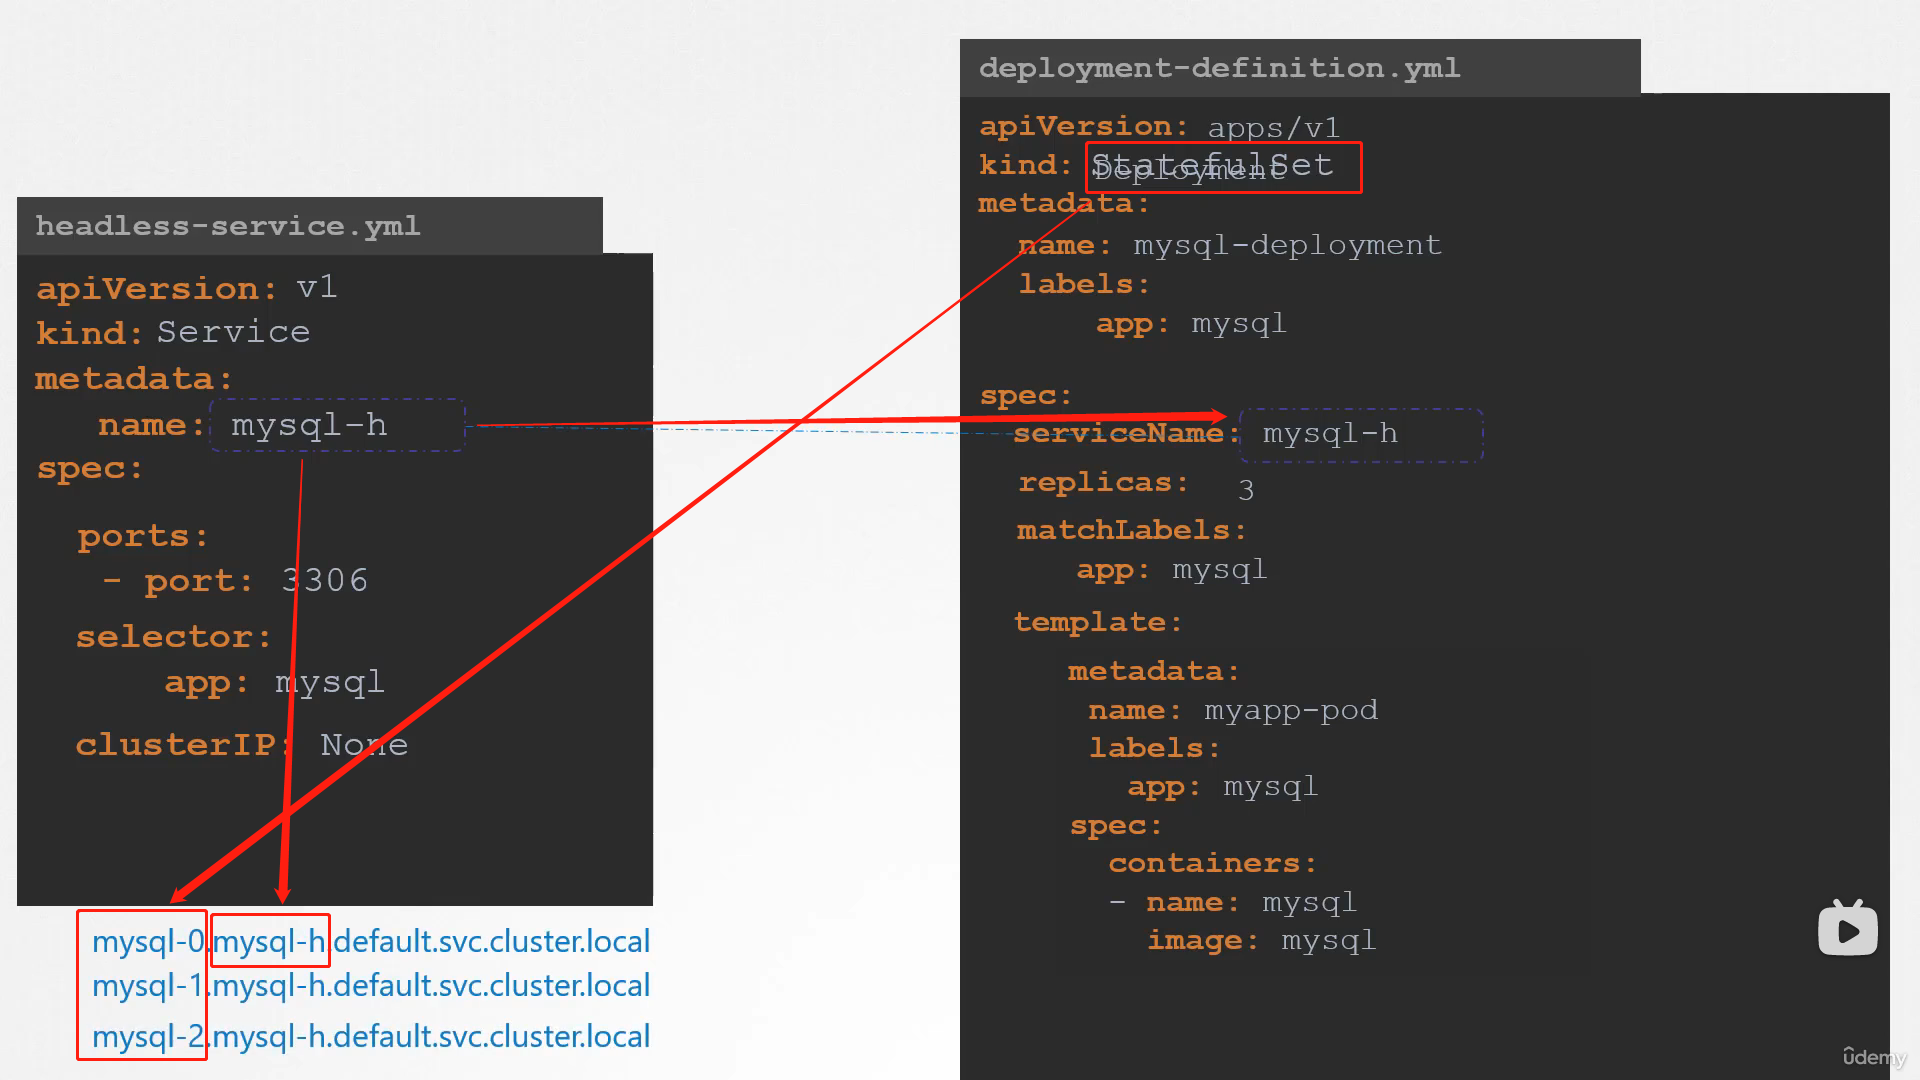 headless-service.yml
apiVersion: v1
kind: Service
metadata:
name: mysql-h
spec:
ports:
- port: 3306
selector:
app: mysql
clusterIP: None
mysql-0.mysql-h.default.svc.cluster.local
mysql-1.mysql-h.default.svc.cluster.local
mysql-2.mysql-h.default.svc.cluster.local
deployment-definition.yml
apiVersion: apps/v1
kind: StatefulSet
Deployment
metadata:
name: mysql-deployment
labels:
app: mysql
spec:
serviceName: mysql-h
replicas: 3
matchLabels:
app: mysql
template:
metadata:
name: myapp-pod
labels:
app: mysql
spec:
containers:
- name: mysql
image: mysql
ûdemy